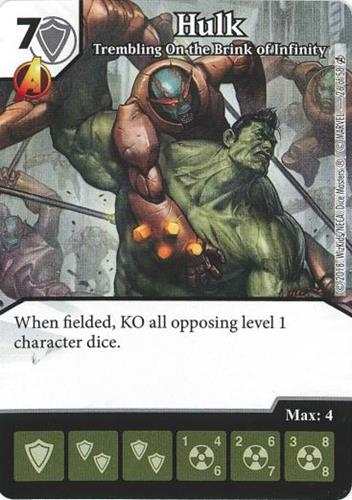 7
Hulk
Trembling On the Brink of Infinity
When fielded, KO all opposing level 1
character dice.
Max: 4
1 4 6
2 6 7
3 8 8